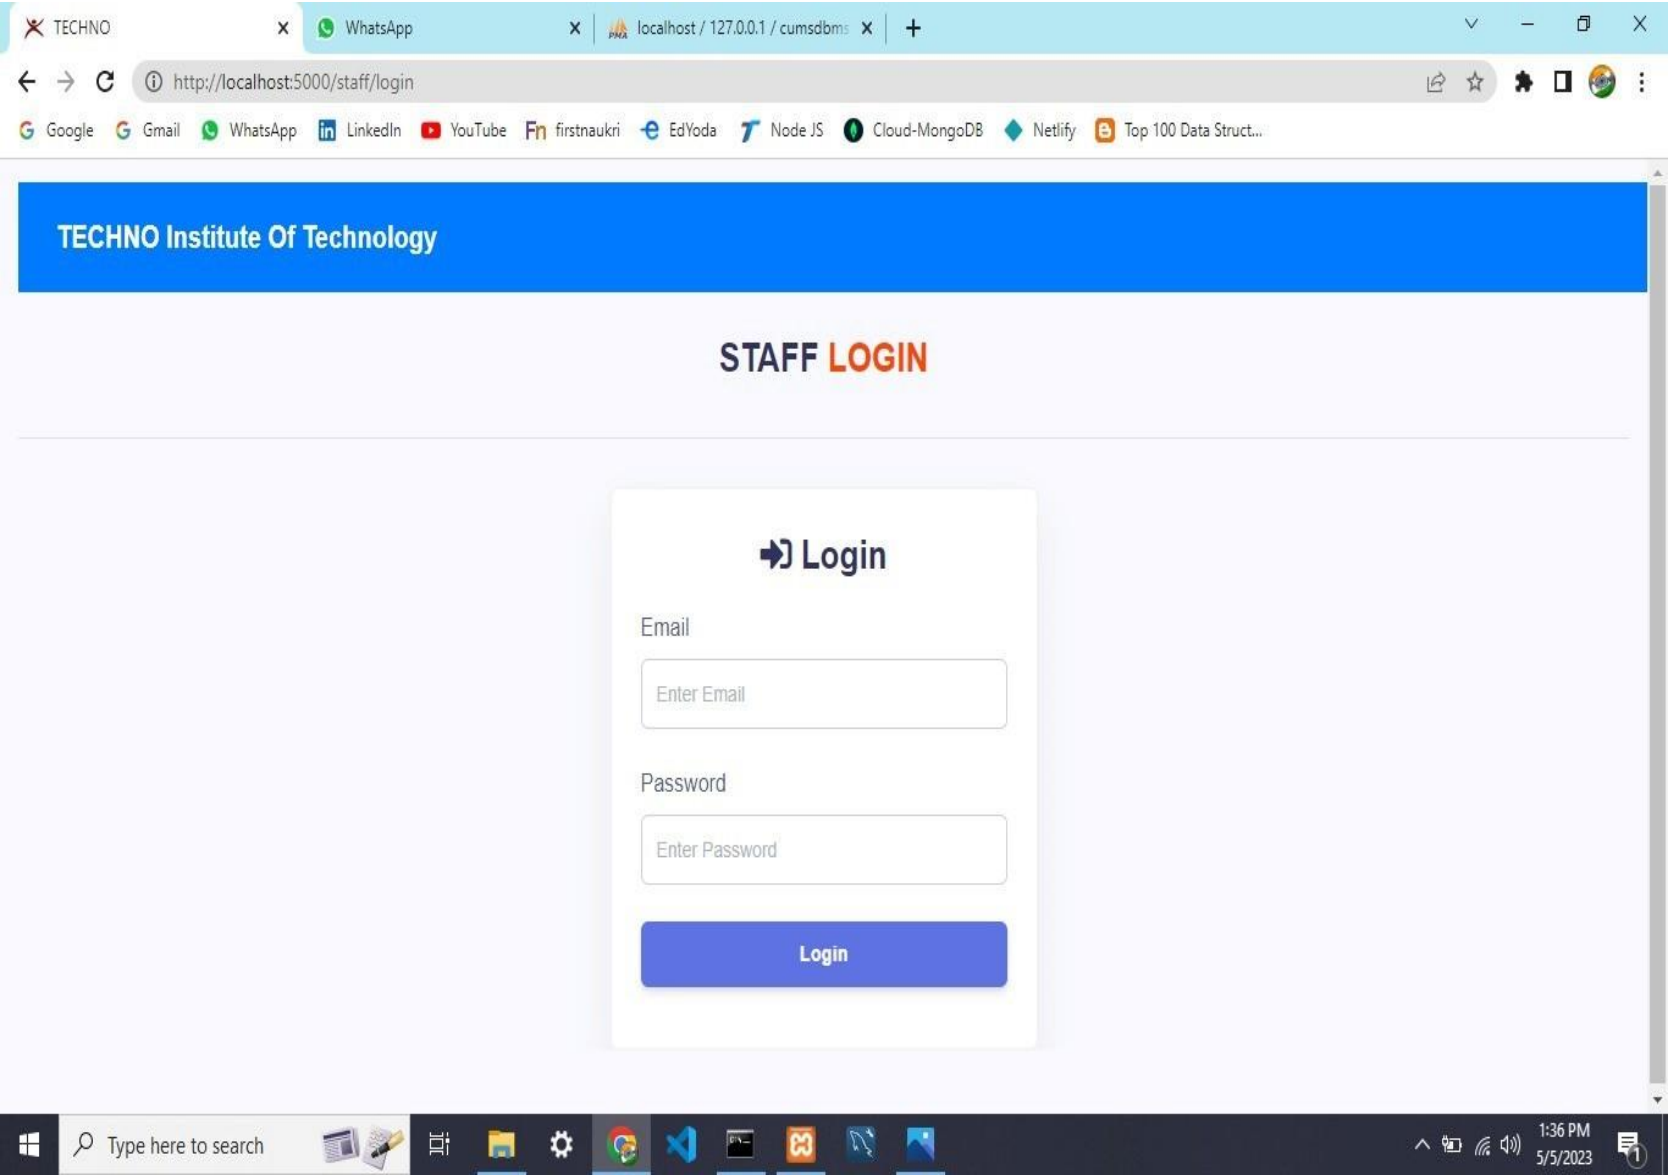 TECHNO
WhatsApp
localhost / 127.0.0.1 / cumsdbms
http://localhost:5000/staff/login
Google Gmail WhatsApp LinkedIn YouTube Fn firstnaukri EdYoda Node JS Cloud-MongoDB Netlify Top 100 Data Struct...
TECHNO Institute Of Technology
STAFF LOGIN
Login
Email
Enter Email
Password
Enter Password
Login
Type here to search
1:36 PM
5/5/2023
1